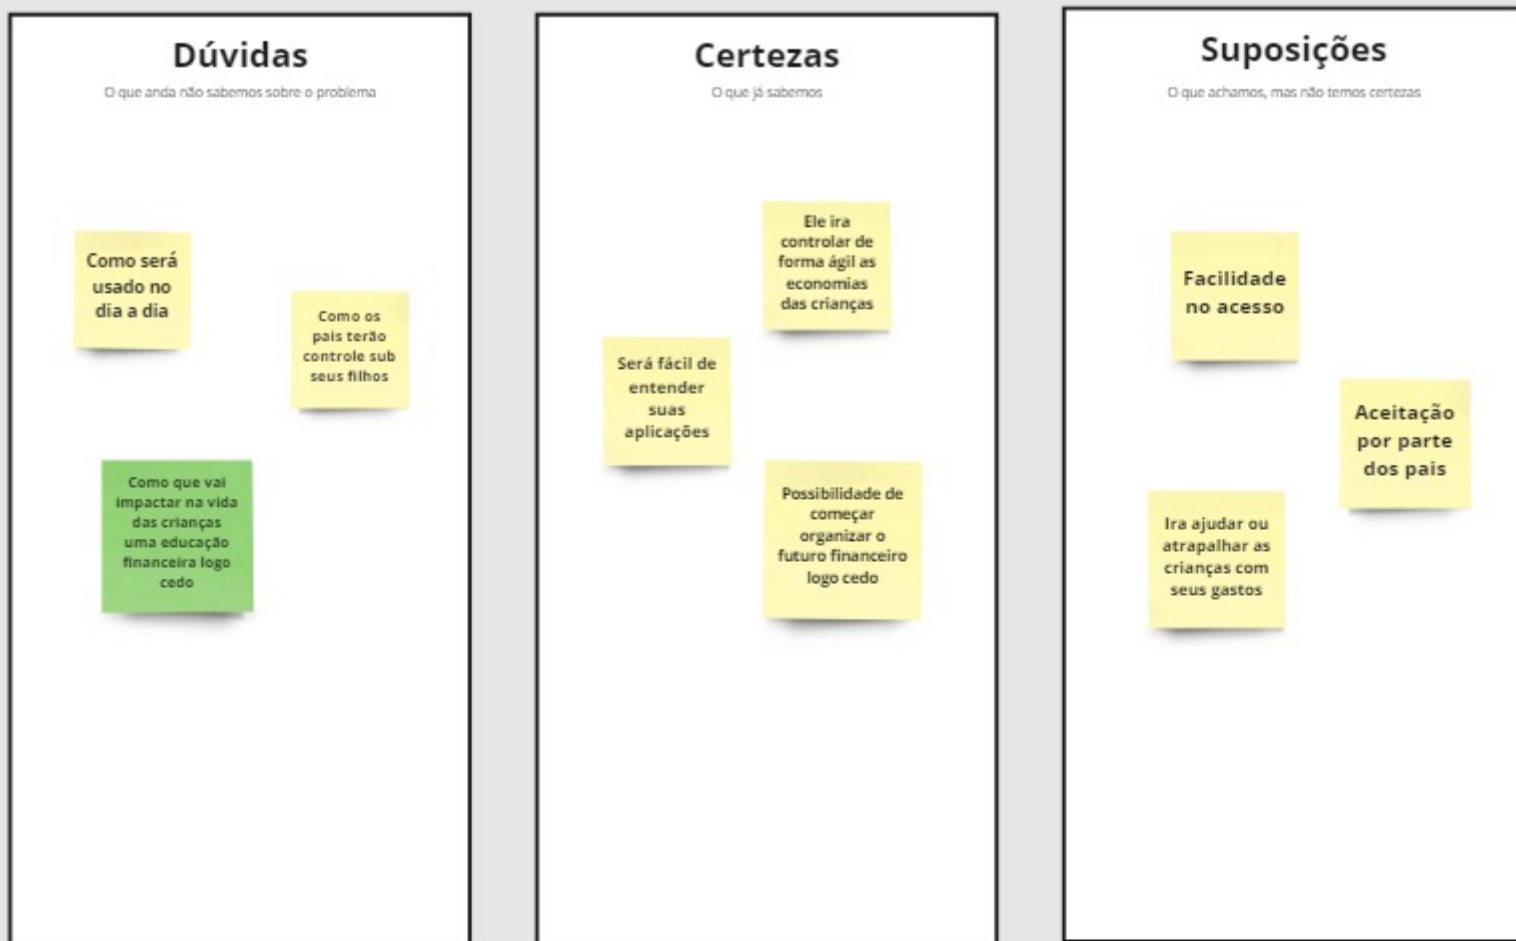 Dúvidas
O que anda não sabemos sobre o problema
Como será
usado no
dia a dia
Como os
pais terão
controle sub
seus filhos
Como que vai
impactar na vida
das crianças
uma educação
financeira logo
cedo
Certezas
O que já sabemos
Ele ira
controlar de
forma ágil as
economias
das crianças
Será fácil de
entender
suas
aplicações
Possibilidade de
começar
organizar o
futuro financeiro
logo cedo
Suposições
O que achamos, mas não temos certezas
Facilidade
no acesso
Aceitação
por parte
dos pais
Ira ajudar ou
atrapalhar as
crianças com
seus gastos